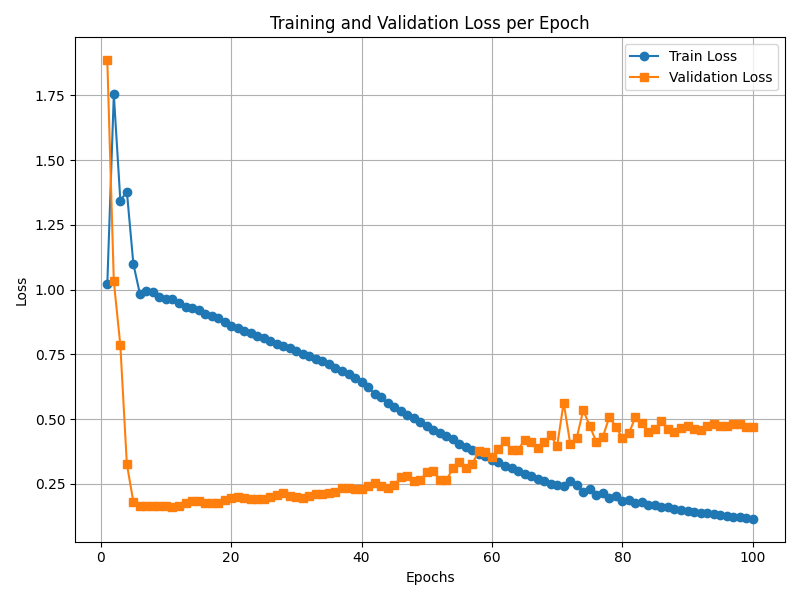 Training and Validation Loss per Epoch
Train Loss
Validation Loss
1.75
1.50
1.25
1.00
0.75
0.50
0.25
Loss
0 20 40 60 80 100
Epochs